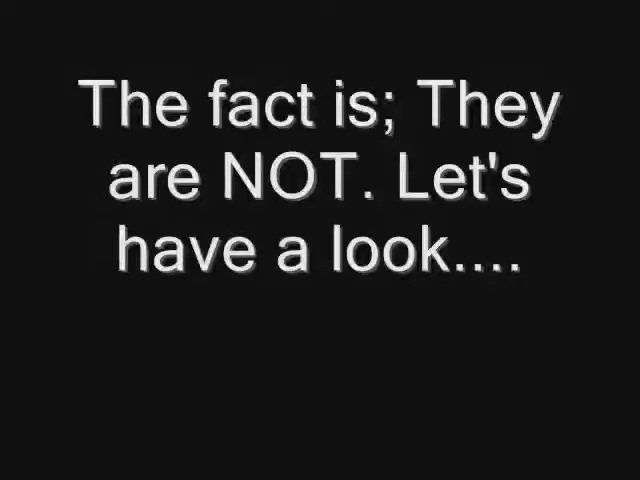 The fact is; They
are NOT. Let's
have a look....